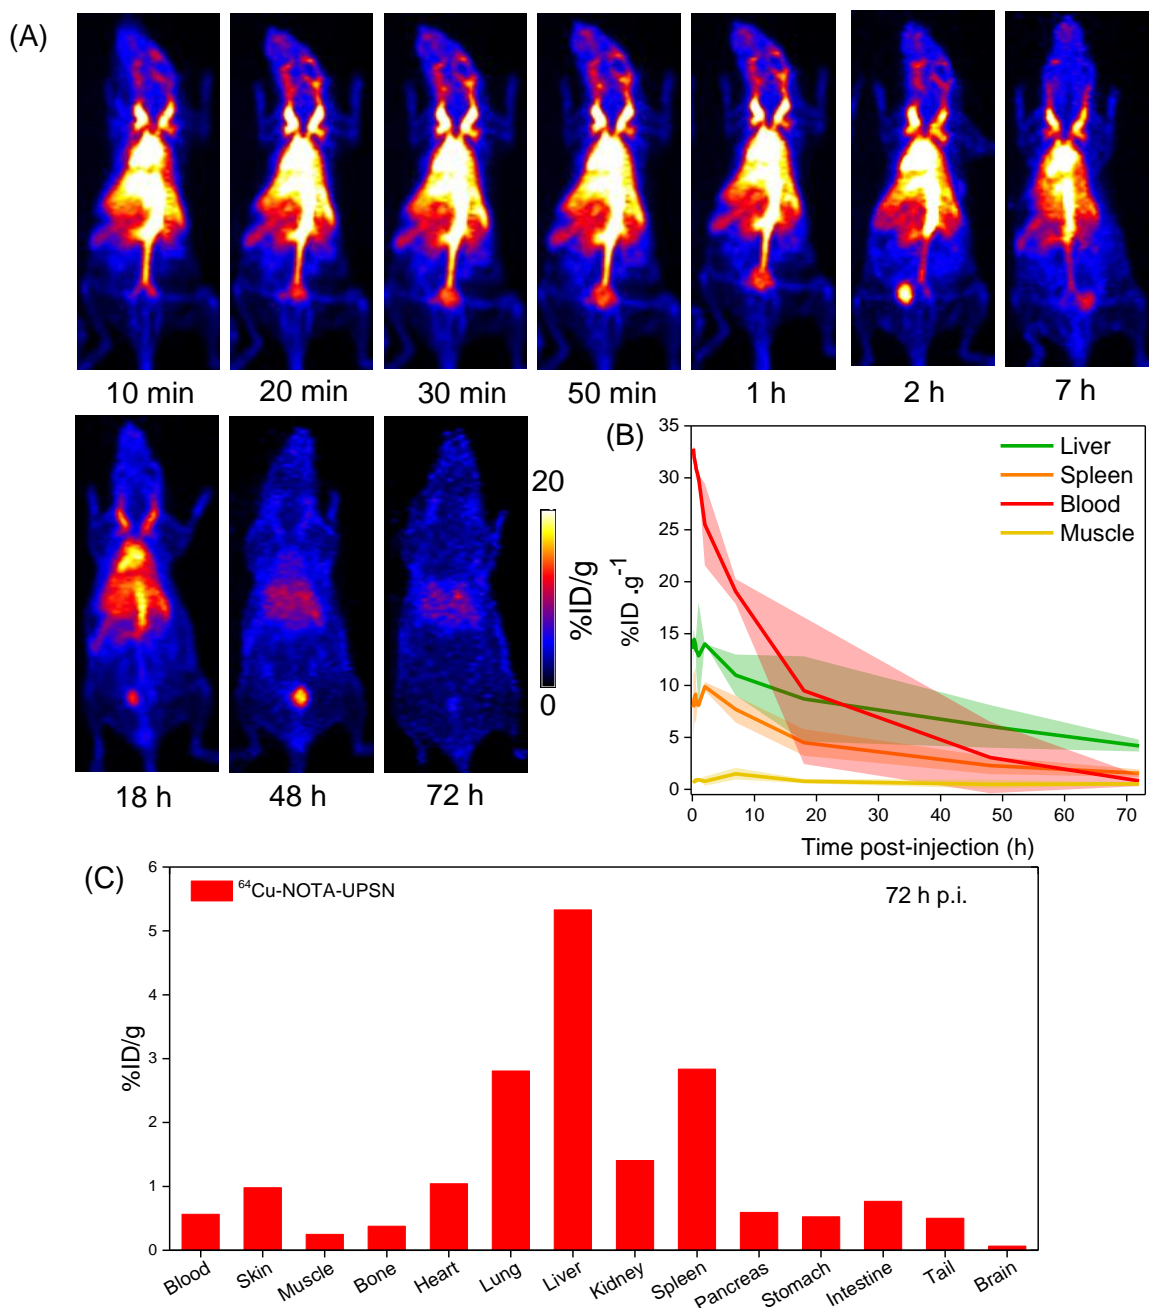 (A)
10 min 20 min 30 min 50 min 1 h 2 h 7 h
18 h 48 h 72 h
20
%ID/g
0
(B)
35
30
25
20
15
10
5
0
%ID .g⁻¹
Liver
Spleen
Blood
Muscle
0 10 20 30 40 50 60 70
Time post-injection (h)
(C)
6
5
4
3
2
1
0
%ID/g
⁶⁴Cu-NOTA-UPSN
72 h p.i.
Blood Skin Muscle Bone Heart Lung Liver Kidney Spleen Pancreas Stomach Intestine Tail Brain